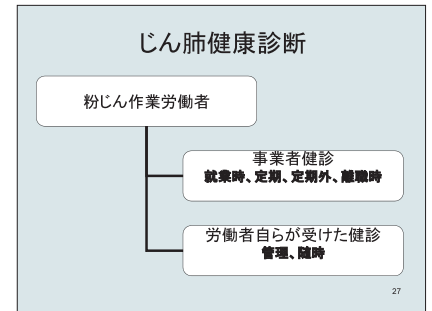 じん肺健康診断
粉じん作業労働者
事業者健診
就業時、定期、定期外、離職時
労働者自らが受けた健診
管理、随時
27